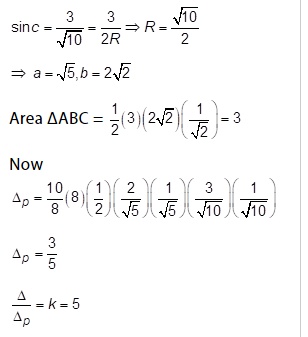 sinc = 3/√10 = 3/2R ⇒ R = √10/2
⇒ a = √5, b = 2√2
Area ΔABC = 1/2 (3)(2√2)(1/√2) = 3
Now
Δₚ = 10/8 (8)(1/2)(2/√5)(1/√5)(3/√10)(1/√10)
Δₚ = 3/5
Δ/Δₚ = k = 5